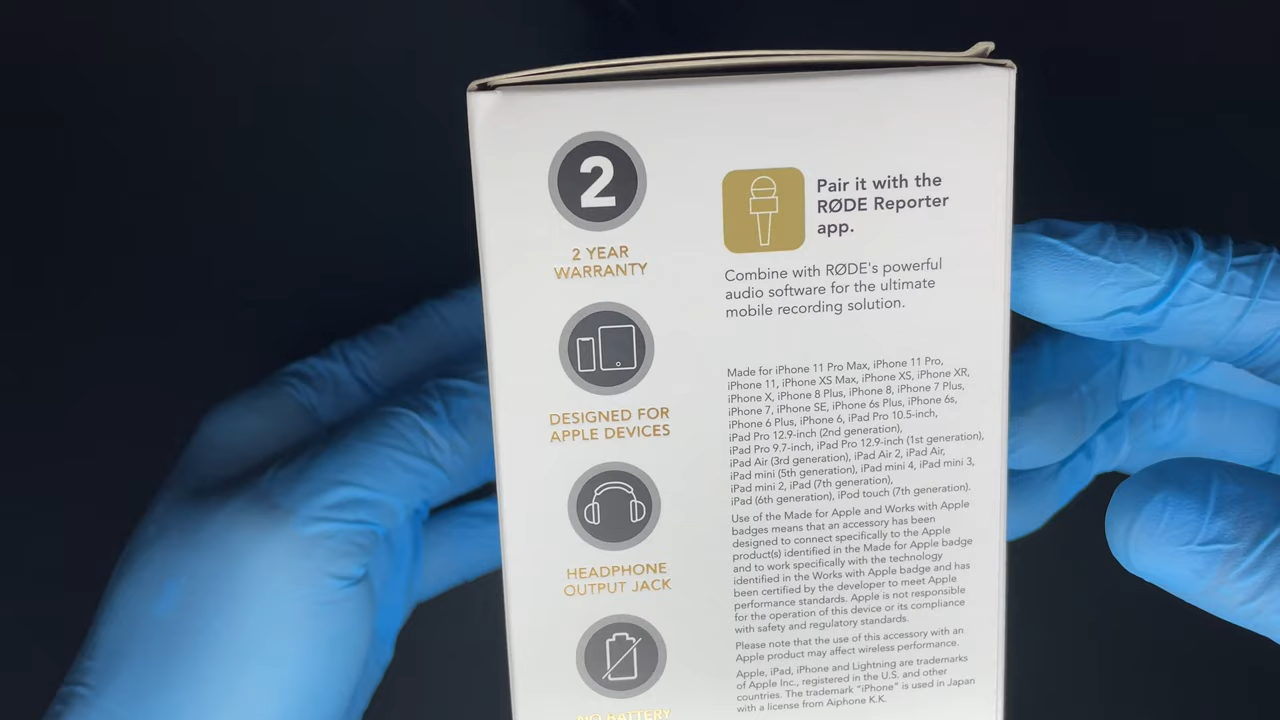 2
2 YEAR
WARRANTY
DESIGNED FOR
APPLE DEVICES
HEADPHONE
OUTPUT JACK
NO BATTERY
Pair it with the
RØDE Reporter
app.
Combine with RØDE's powerful
audio software for the ultimate
mobile recording solution.
Made for iPhone 11 Pro Max, iPhone 11 Pro,
iPhone 11, iPhone XS Max, iPhone XS, iPhone XR,
iPhone X, iPhone 8 Plus, iPhone 8, iPhone 7 Plus,
iPhone 7, iPhone SE, iPhone 6s Plus, iPhone 6s,
iPhone 6 Plus, iPhone 6, iPad Pro 10.5-inch,
iPad Pro 12.9-inch (2nd generation),
iPad Pro 9.7-inch, iPad Pro 12.9-inch (1st generation),
iPad Air (3rd generation), iPad Air 2, iPad Air,
iPad mini (5th generation), iPad mini 4, iPad mini 3,
iPad mini 2, iPad (7th generation),
iPad (6th generation), iPod touch (7th generation).
Use of the Made for Apple and Works with Apple
badges means that an accessory has been
designed to connect specifically to the Apple
product(s) identified in the Made for Apple badge
and to work specifically with the technology
identified in the Works with Apple badge and has
been certified by the developer to meet Apple
performance standards. Apple is not responsible
for the operation of this device or its compliance
with safety and regulatory standards.
Please note that the use of this accessory with an
Apple product may affect wireless performance.
Apple, iPad, iPhone and Lightning are trademarks
of Apple Inc., registered in the U.S. and other
countries. The trademark "iPhone" is used in Japan
with a license from Aiphone K.K.